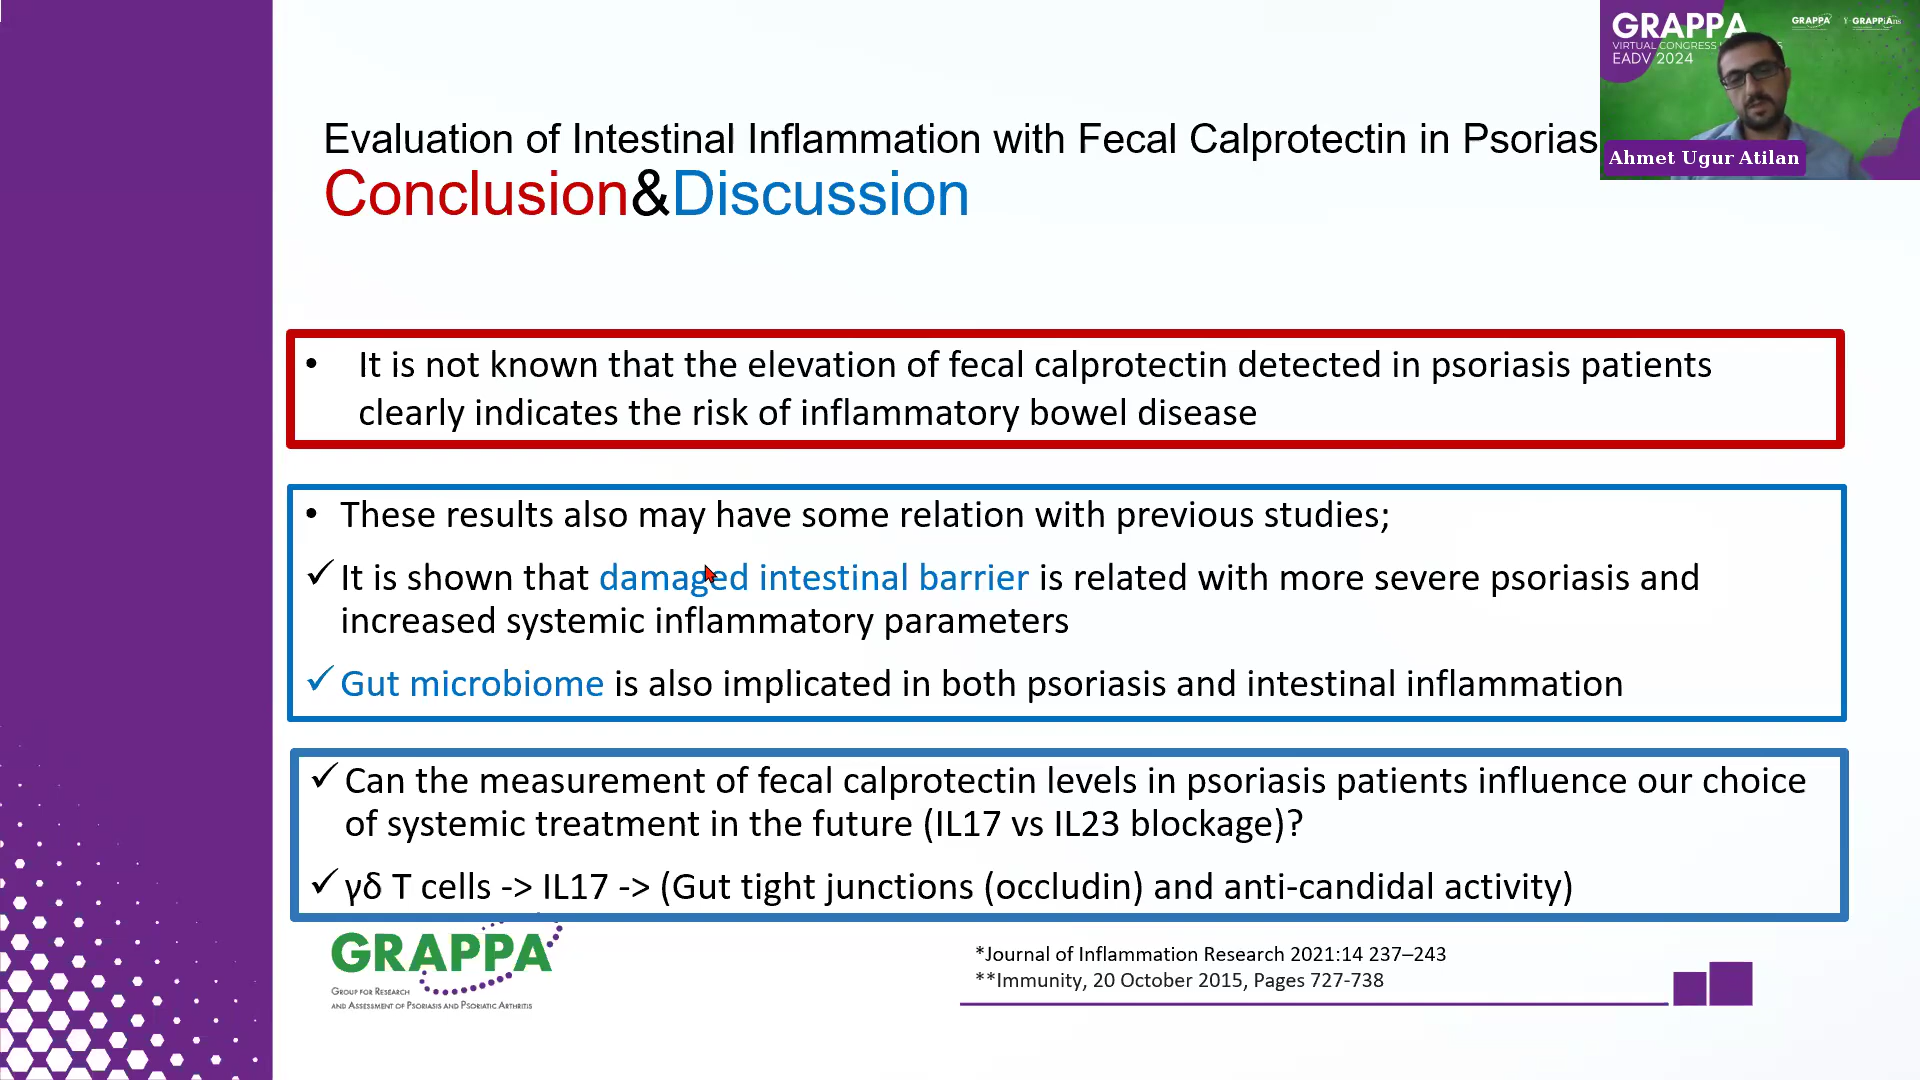 Evaluation of Intestinal Inflammation with Fecal Calprotectin in Psorias
Conclusion&Discussion
• It is not known that the elevation of fecal calprotectin detected in psoriasis patients
clearly indicates the risk of inflammatory bowel disease
• These results also may have some relation with previous studies;
✓ It is shown that damaged intestinal barrier is related with more severe psoriasis and
increased systemic inflammatory parameters
✓ Gut microbiome is also implicated in both psoriasis and intestinal inflammation
✓ Can the measurement of fecal calprotectin levels in psoriasis patients influence our choice
of systemic treatment in the future (IL17 vs IL23 blockage)?
✓ γδ T cells -> IL17 -> (Gut tight junctions (occludin) and anti-candidal activity)
*Journal of Inflammation Research 2021:14 237–243
**Immunity, 20 October 2015, Pages 727-738
GRAPPA
Group for Research
and Assessment of Psoriasis and Psoriatic Arthritis
GRAPPA
VIRTUAL CONGRESS
EADV 2024
GRAPPA
Y-GRAPPAns
Ahmet Ugur Atilan